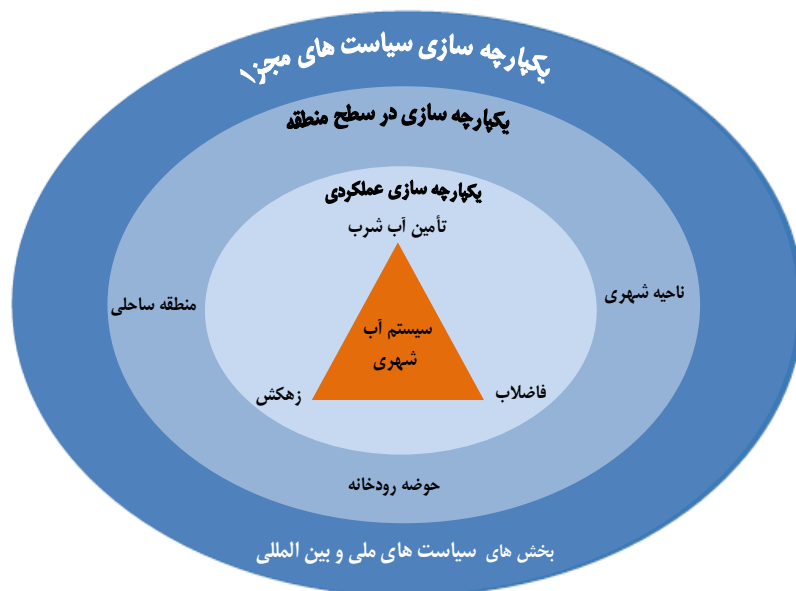 یکپارچه سازی سیاست های مجزا
یکپارچه سازی در سطح منطقه
یکپارچه سازی عملکردی
تأمین آب شرب
ناحیه شهری
منطقه ساحلی
سیستم آب
شهری
فاضلاب
زهکش
حوضه رودخانه
بخش های سیاست های ملی و بین المللی